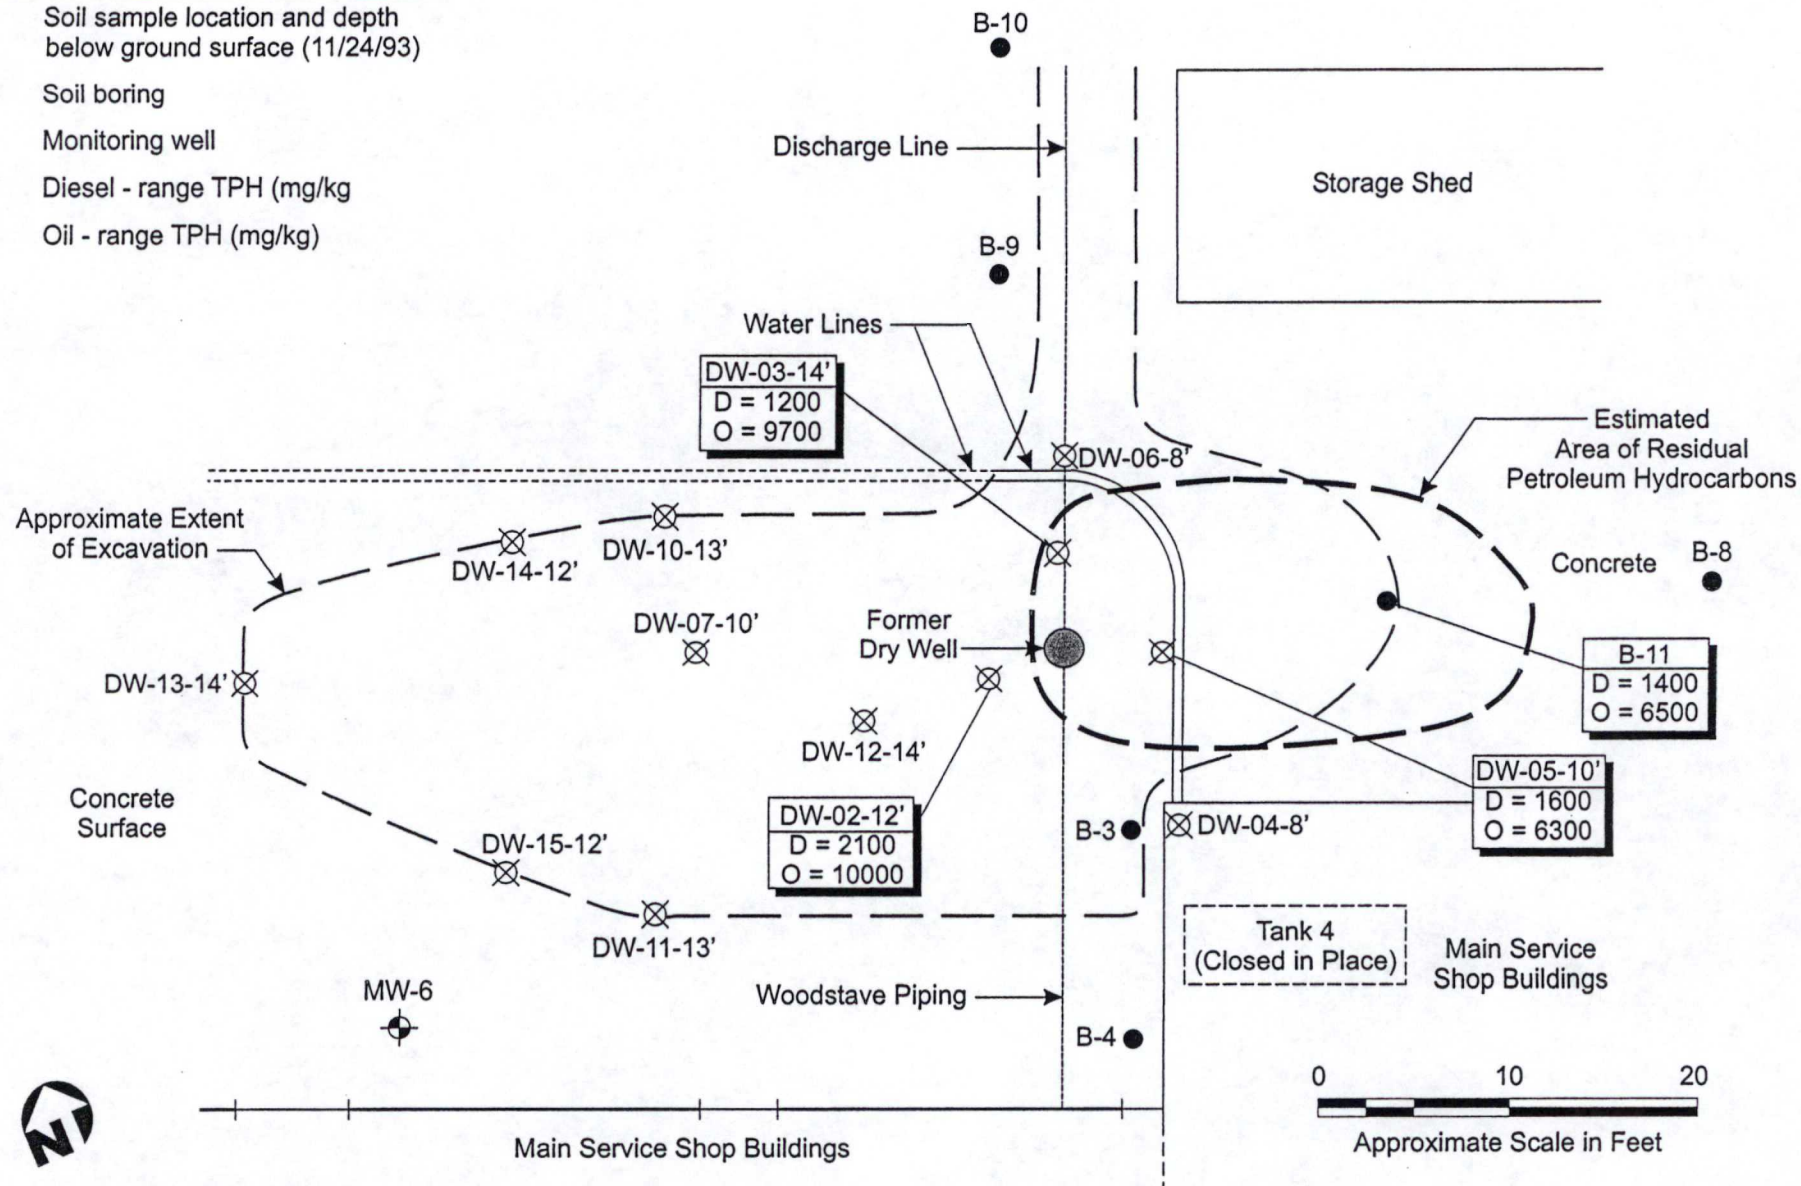 Soil sample location and depth
below ground surface (11/24/93)
Soil boring
Monitoring well
Diesel - range TPH (mg/kg
Oil - range TPH (mg/kg)
B-10
Discharge Line
Storage Shed
B-9
Water Lines
DW-03-14'
D = 1200
O = 9700
DW-06-8'
Estimated
Area of Residual
Petroleum Hydrocarbons
Approximate Extent
of Excavation
DW-14-12'
DW-10-13'
Concrete
B-8
DW-07-10'
Former
Dry Well
B-11
D = 1400
O = 6500
DW-13-14'
DW-12-14'
DW-05-10'
D = 1600
O = 6300
Concrete
Surface
DW-02-12'
D = 2100
O = 10000
B-3
DW-04-8'
DW-15-12'
DW-11-13'
Tank 4
(Closed in Place)
Main Service
Shop Buildings
MW-6
Woodstave Piping
B-4
0 10 20
Approximate Scale in Feet
N
Main Service Shop Buildings